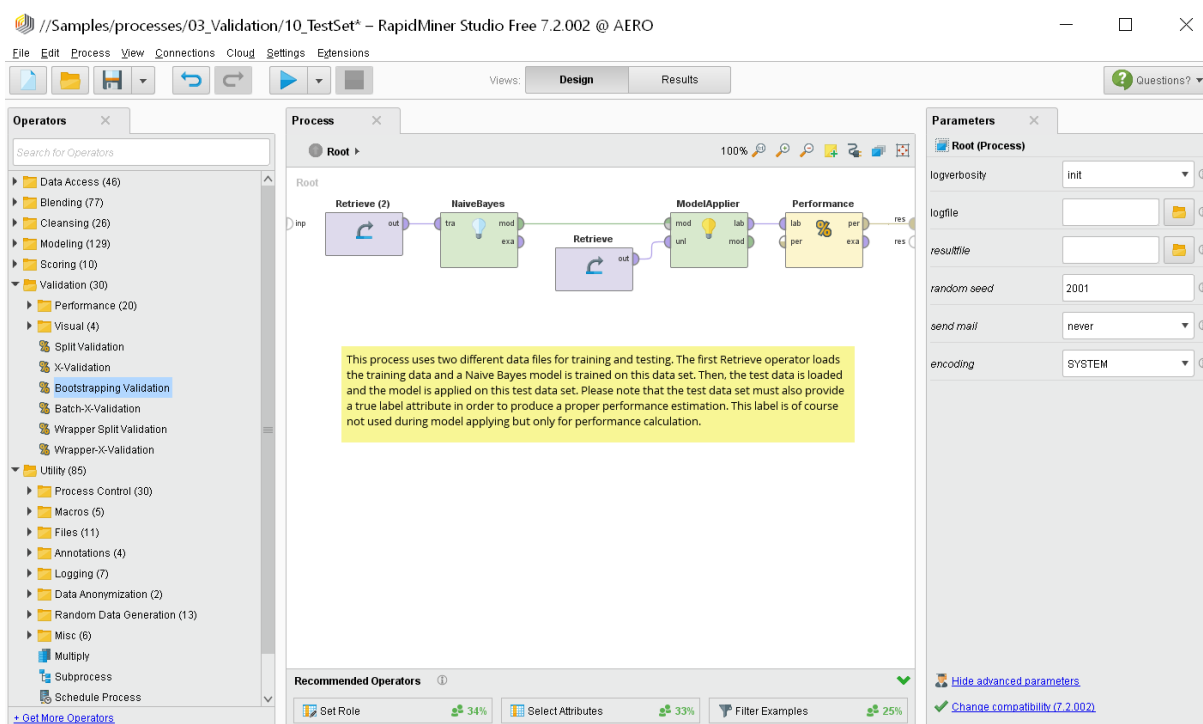 //Samples/processes/03_Validation/10_TestSet* – RapidMiner Studio Free 7.2.002 @ AERO
File Edit Process View Connections Cloud Settings Extensions
Views: Design Results
Questions?
Operators
Search for Operators
Data Access (46)
Blending (77)
Cleansing (26)
Modeling (129)
Scoring (10)
Validation (30)
Performance (20)
Visual (4)
Split Validation
X-Validation
Bootstrapping Validation
Batch-X-Validation
Wrapper Split Validation
Wrapper-X-Validation
Utility (85)
Process Control (30)
Macros (5)
Files (11)
Annotations (4)
Logging (7)
Data Anonymization (2)
Random Data Generation (13)
Misc (6)
Multiply
Subprocess
Schedule Process
+ Get More Operators
Process
Root
100%
Root
Retrieve (2) NaiveBayes ModelApplier Performance
inp out tra mod mod lab lab per res
exa unl mod per exa res
Retrieve
out
This process uses two different data files for training and testing. The first Retrieve operator loads
the training data and a Naive Bayes model is trained on this data set. Then, the test data is loaded
and the model is applied on this test data set. Please note that the test data set must also provide
a true label attribute in order to produce a proper performance estimation. This label is of course
not used during model applying but only for performance calculation.
Recommended Operators
Set Role 34% Select Attributes 33% Filter Examples 25%
Parameters
Root (Process)
logverbosity init
logfile
resultfile
random seed 2001
send mail never
encoding SYSTEM
Hide advanced parameters
Change compatibility (7.2.002)